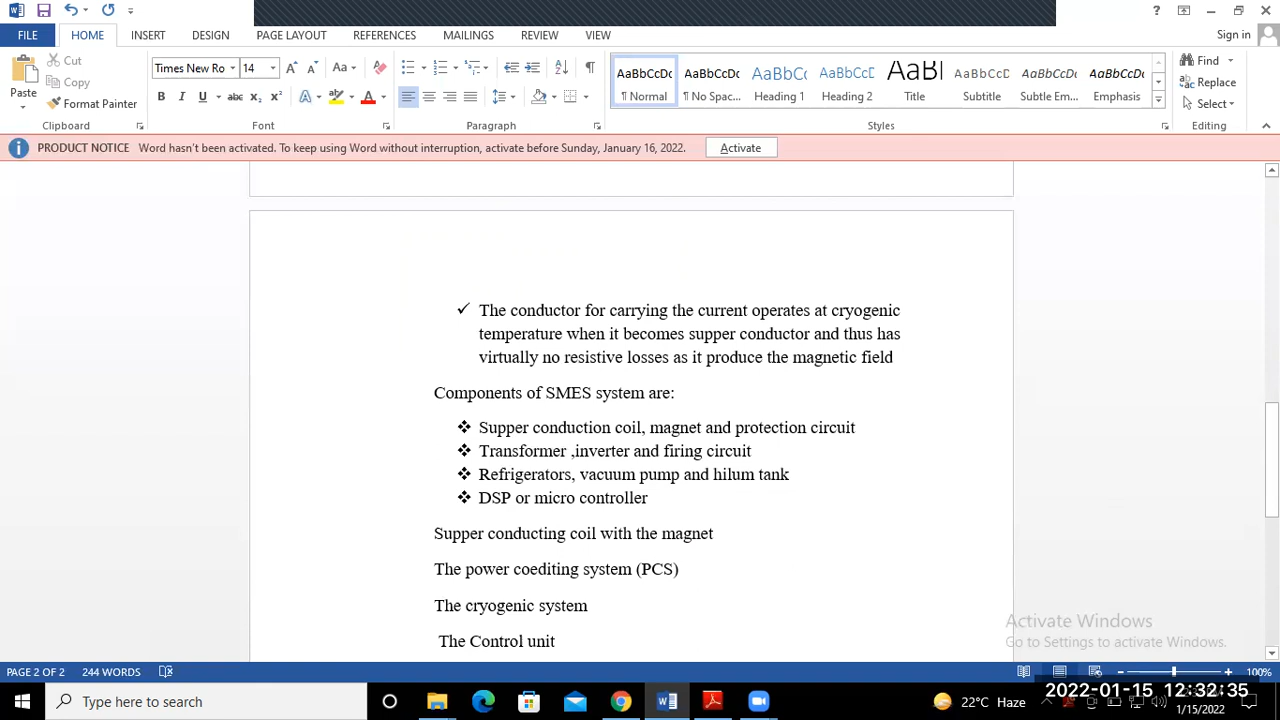 Sign in
FILE HOME INSERT DESIGN PAGE LAYOUT REFERENCES MAILINGS REVIEW VIEW
Cut
Copy
Format Painter
Paste
Clipboard
Times New Ro 14
Font
Paragraph
AaBbCcDc AaBbCcDc AaBbCc AaBbCcD AaBl AaBbCcD AaBbCcDc AaBbCcDc
¶ Normal ¶ No Spac... Heading 1 Heading 2 Title Subtitle Subtle Em... Emphasis
Styles
Find
Replace
Select
Editing
PRODUCT NOTICE Word hasn't been activated. To keep using Word without interruption, activate before Sunday, January 16, 2022. Activate
✓ The conductor for carrying the current operates at cryogenic
temperature when it becomes supper conductor and thus has
virtually no resistive losses as it produce the magnetic field
Components of SMES system are:
❖ Supper conduction coil, magnet and protection circuit
❖ Transformer ,inverter and firing circuit
❖ Refrigerators, vacuum pump and hilum tank
❖ DSP or micro controller
Supper conducting coil with the magnet
The power coediting system (PCS)
The cryogenic system
The Control unit
Activate Windows
Go to Settings to activate Windows.
PAGE 2 OF 2 244 WORDS 100%
Type here to search
22°C Haze
2022-01-15 12:32:35
1/15/2022